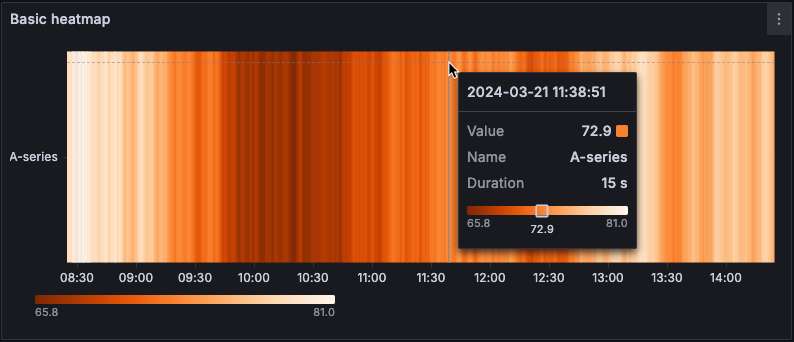 Basic heatmap
2024-03-21 11:38:51
Value 72.9
Name A-series
Duration 15 s
65.8 72.9 81.0
A-series
08:30 09:00 09:30 10:00 10:30 11:00 11:30 12:00 12:30 13:00 13:30 14:00
65.8 81.0